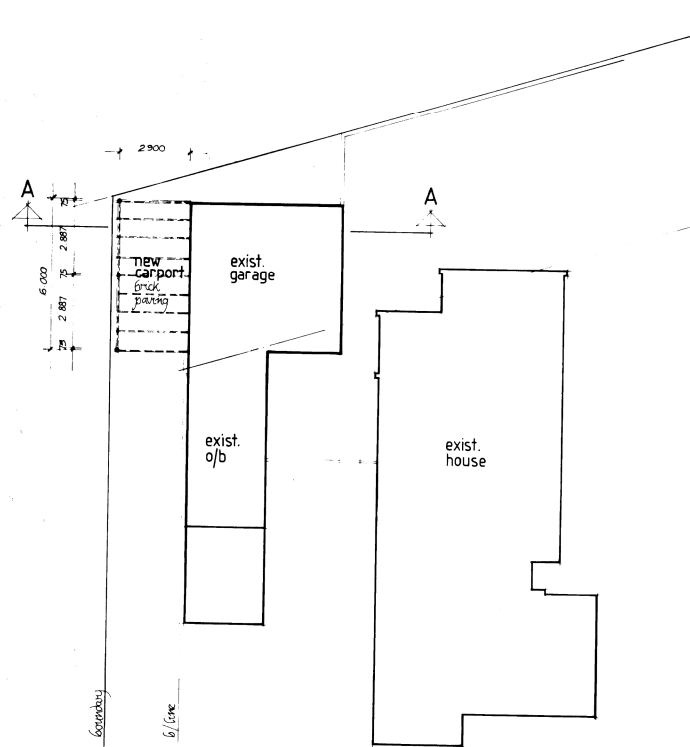 2900
A
A
75
2 887
75
2 887
75
6 000
new
carport
brick
paving
exist.
garage
exist.
o/b
exist.
house
boundary
b/line